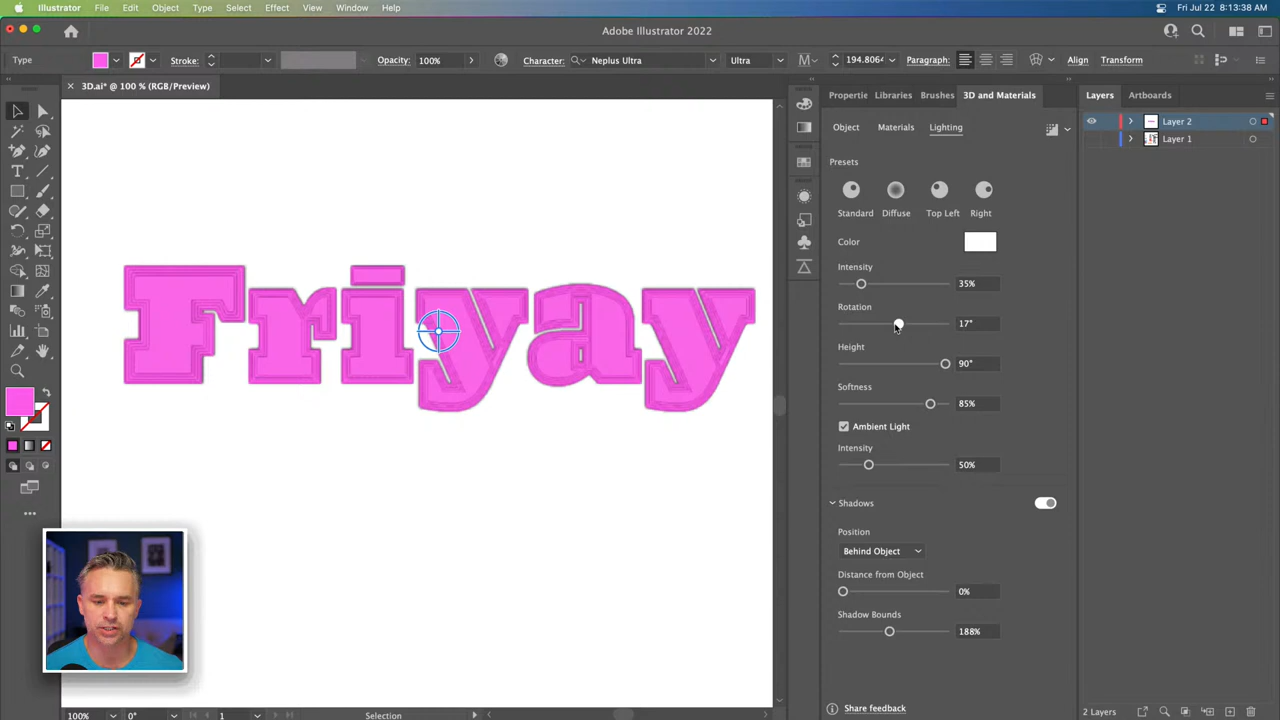 Illustrator File Edit Object Type Select Effect View Window Help Fri Jul 22 8:13:38 AM
Adobe Illustrator 2022
Type Stroke: Opacity: 100% Character: Neplus Ultra Ultra 194.8064 Paragraph: Align Transform
3D.ai* @ 100 % (RGB/Preview)
Propertie Libraries Brushes 3D and Materials Layers Artboards
Object Materials Lighting
Layer 2
Layer 1
Presets
Standard Diffuse Top Left Right
Color
Intensity
35%
Rotation
17°
Height
90°
Softness
85%
Ambient Light
Intensity
50%
Shadows
Position
Behind Object
Distance from Object
0%
Shadow Bounds
188%
Share feedback
Friyay
100% 0° 1 Selection
2 Layers